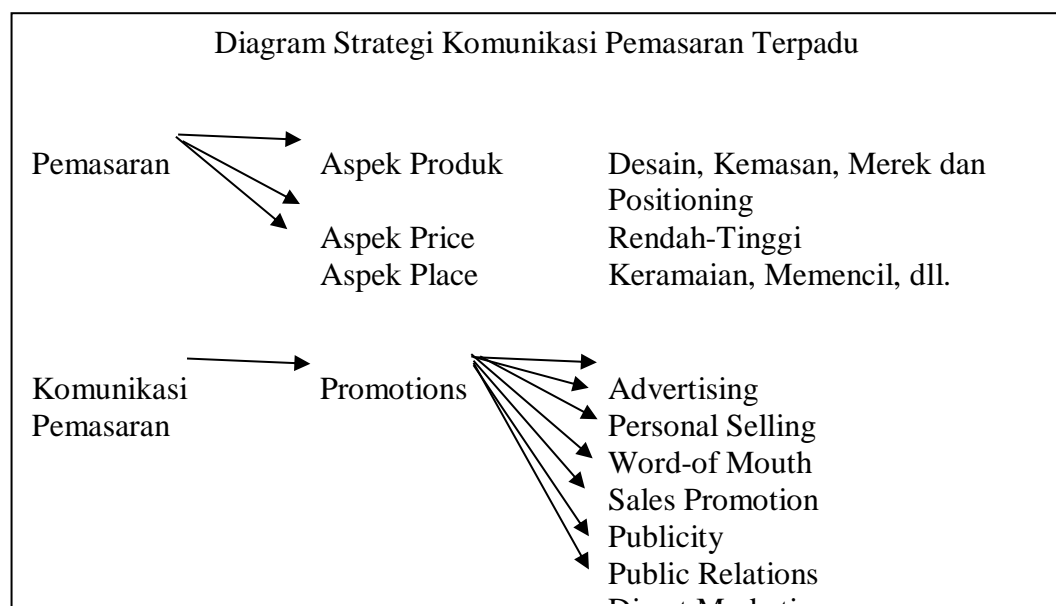 Diagram Strategi Komunikasi Pemasaran Terpadu
Pemasaran Aspek Produk Desain, Kemasan, Merek dan
Positioning
Aspek Price Rendah-Tinggi
Aspek Place Keramaian, Memencil, dll.
Komunikasi Promotions Advertising
Pemasaran Personal Selling
Word-of Mouth
Sales Promotion
Publicity
Public Relations